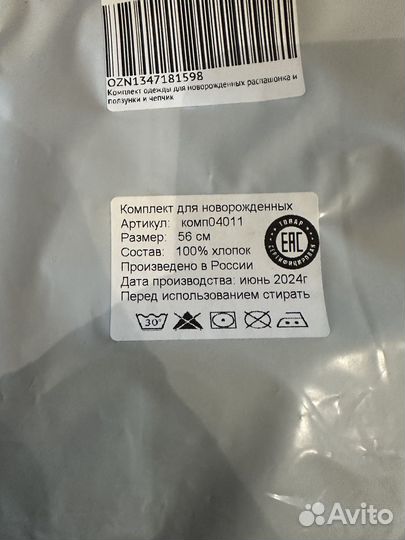 OZN1347181598
Комплект одежды для новорожденных распашонка и
ползунки и чепчик
Комплект для новорожденных
Артикул: комп04011
Размер: 56 см
Состав: 100% хлопок
Произведено в России
Дата производства: июнь 2024г
Перед использованием стирать
ТОВАР
ЕАС
СЕРТИФИЦИРОВАН
30°
Avito